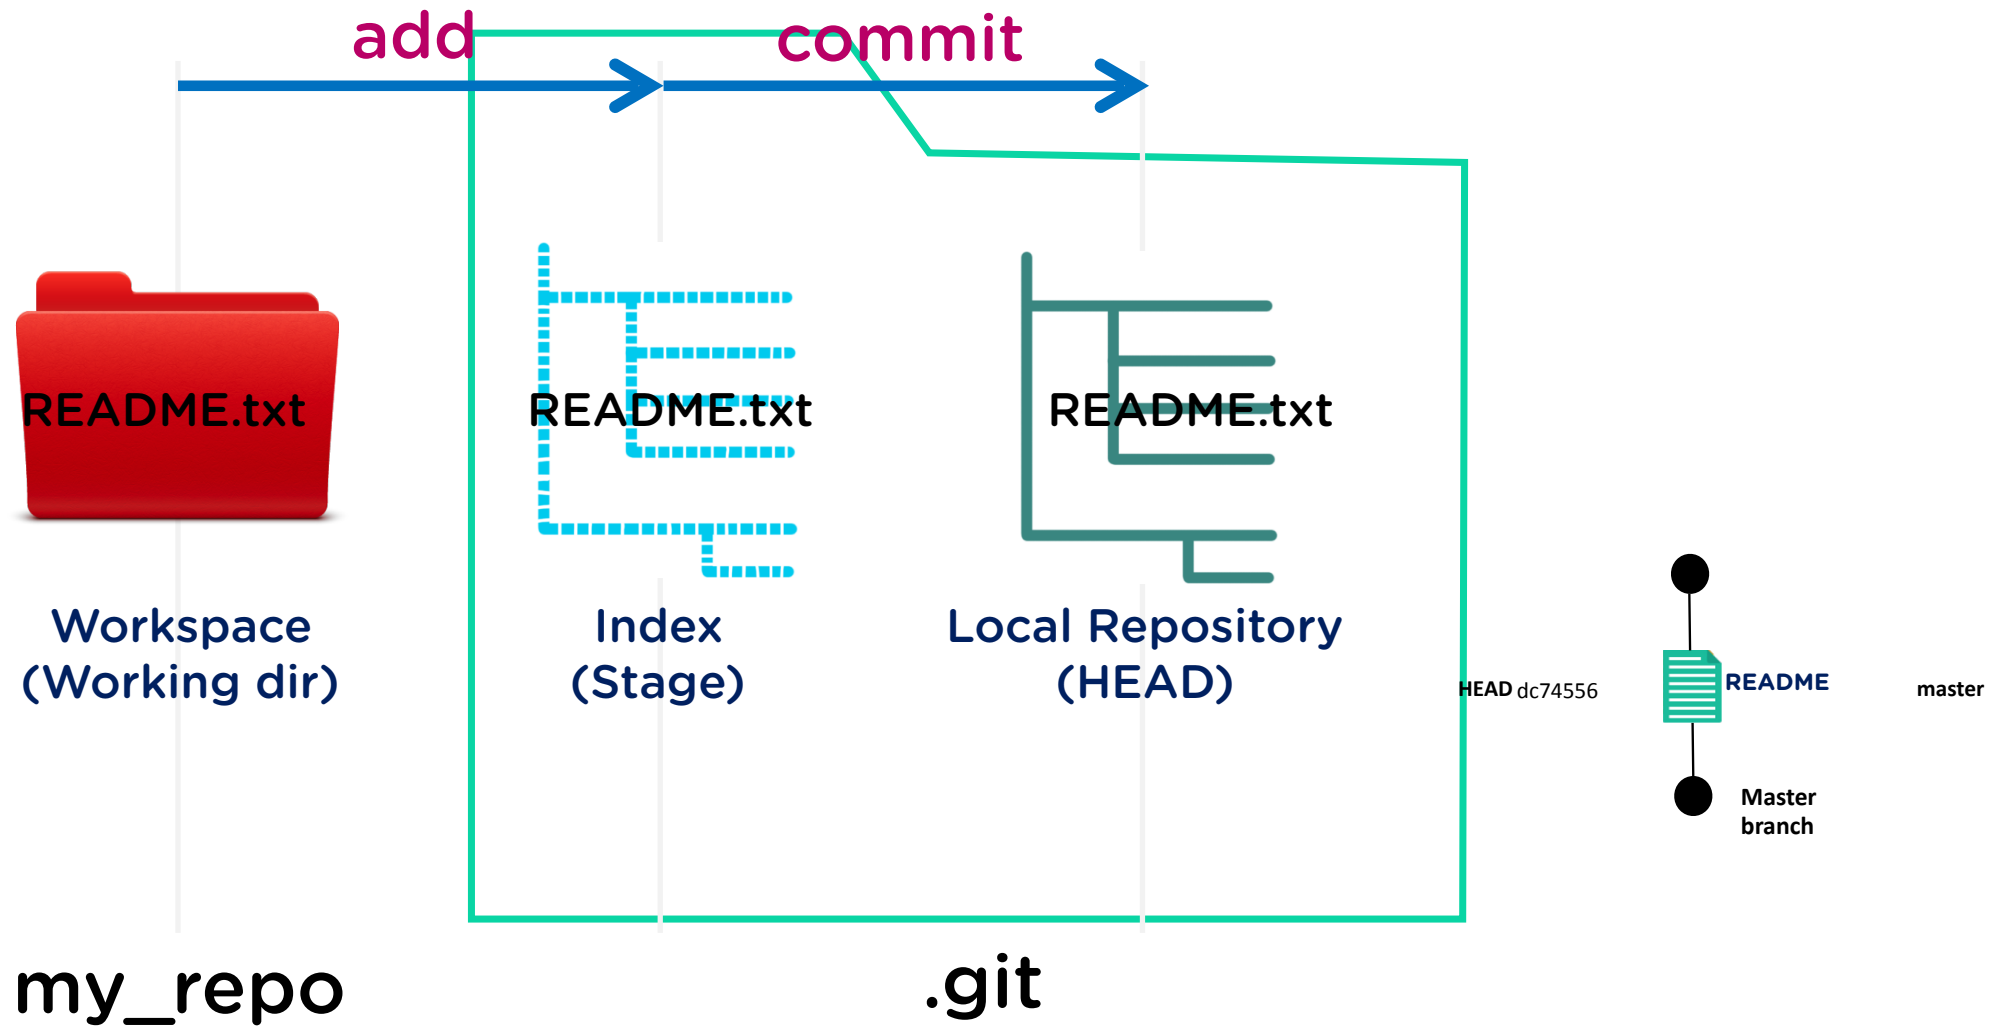 add
commit
README.txt
README.txt
README.txt
Workspace
(Working dir)
Index
(Stage)
Local Repository
(HEAD)
HEAD dc74556
README
master
Master
branch
my_repo
.git